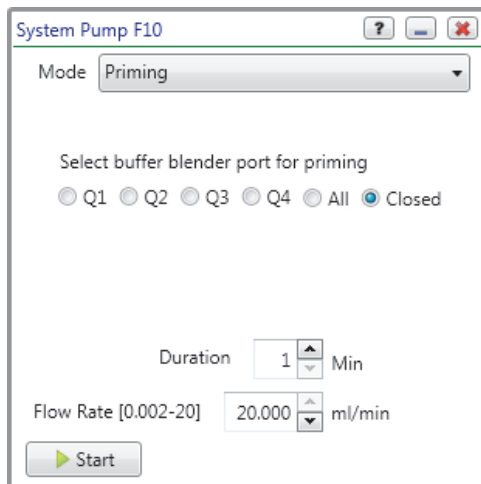 System Pump F10 ?
Mode Priming
Select buffer blender port for priming
Q1 Q2 Q3 Q4 All Closed
Duration 1 Min
Flow Rate [0.002-20] 20.000 ml/min
Start